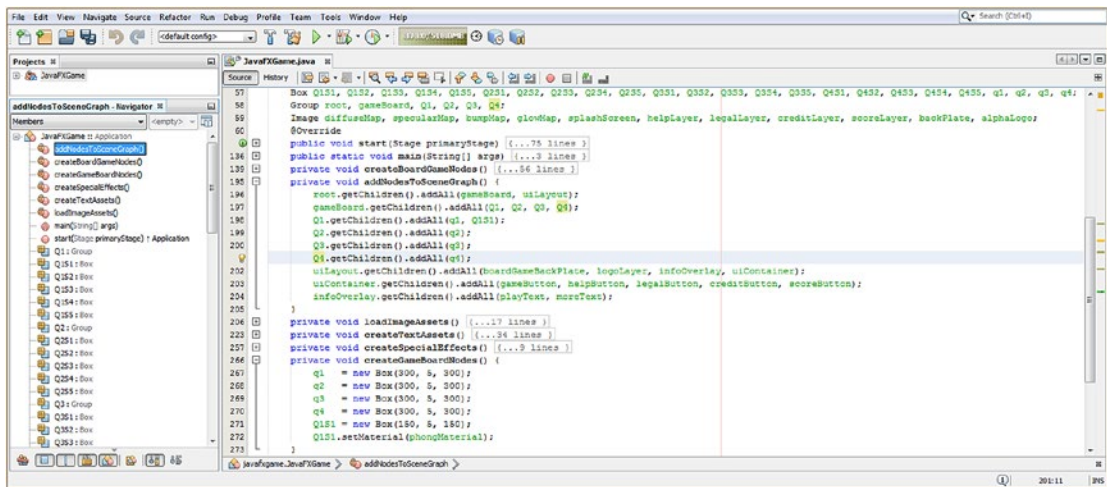 File Edit View Navigate Source Refactor Run Debug Profile Team Tools Window Help
Search (Ctrl+I)
<default config>
Projects
JavaFXGame
addNodesToSceneGraph - Navigator
Members
<empty>
JavaFXGame :: Application
addNodesToSceneGraph()
createBoardGameNodes()
createGameBoardNodes()
createSpecialEffects()
createTextAssets()
loadImageAssets()
main(String[] args)
start(Stage primaryStage) ↑ Application
Q1 : Group
Q1S1 : Box
Q1S2 : Box
Q1S3 : Box
Q1S4 : Box
Q1S5 : Box
Q2 : Group
Q2S1 : Box
Q2S2 : Box
Q2S3 : Box
Q2S4 : Box
Q2S5 : Box
Q3 : Group
Q3S1 : Box
Q3S2 : Box
Q3S3 : Box
JavaFXGame.java
Source History
57 Box Q1S1, Q1S2, Q1S3, Q1S4, Q1S5, Q2S1, Q2S2, Q2S3, Q2S4, Q2S5, Q3S1, Q3S2, Q3S3, Q3S4, Q3S5, Q4S1, Q4S2, Q4S3, Q4S4, Q4S5, q1, q2, q3, q4;
58 Group root, gameBoard, Q1, Q2, Q3, Q4;
59 Image diffuseMap, specularMap, bumpMap, glowMap, splashScreen, helpLayer, legalLayer, creditLayer, scoreLayer, backPlate, alphaLogo;
60 @Override
public void start(Stage primaryStage) {...75 lines }
136 public static void main(String[] args) {...3 lines }
139 private void createBoardGameNodes() {...56 lines }
195 private void addNodesToSceneGraph() {
196 root.getChildren().addAll(gameBoard, uiLayout);
197 gameBoard.getChildren().addAll(Q1, Q2, Q3, Q4);
198 Q1.getChildren().addAll(q1, Q1S1);
199 Q2.getChildren().addAll(q2);
200 Q3.getChildren().addAll(q3);
Q4.getChildren().addAll(q4);
202 uiLayout.getChildren().addAll(boardGameBackPlate, logoLayer, infoOverlay, uiContainer);
203 uiContainer.getChildren().addAll(gameButton, helpButton, legalButton, creditButton, scoreButton);
204 infoOverlay.getChildren().addAll(playText, moreText);
205 }
206 private void loadImageAssets() {...17 lines }
223 private void createTextAssets() {...34 lines }
257 private void createSpecialEffects() {...9 lines }
266 private void createGameBoardNodes() {
267 q1 = new Box(300, 5, 300);
268 q2 = new Box(300, 5, 300);
269 q3 = new Box(300, 5, 300);
270 q4 = new Box(300, 5, 300);
271 Q1S1 = new Box(150, 5, 150);
272 Q1S1.setMaterial(phongMaterial);
273 }
javafxgame.JavaFXGame
addNodesToSceneGraph
201:11
INS